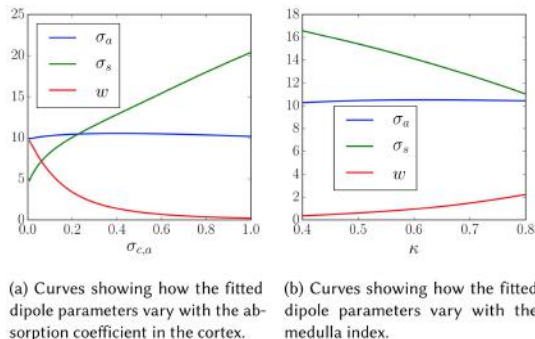 25
20
15
10
5
0
σa
σs
w
0.0 0.2 0.4 0.6 0.8 1.0
σc,a
18
16
14
12
10
8
6
4
2
0
σa
σs
w
0.4 0.5 0.6 0.7 0.8
κ
(a) Curves showing how the fitted
dipole parameters vary with the ab-
sorption coefficient in the cortex.
(b) Curves showing how the fitted
dipole parameters vary with the
medulla index.